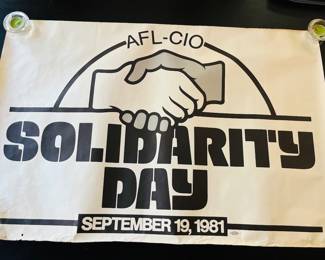 AFL-CIO
SOLIDARITY
DAY
SEPTEMBER 19, 1981